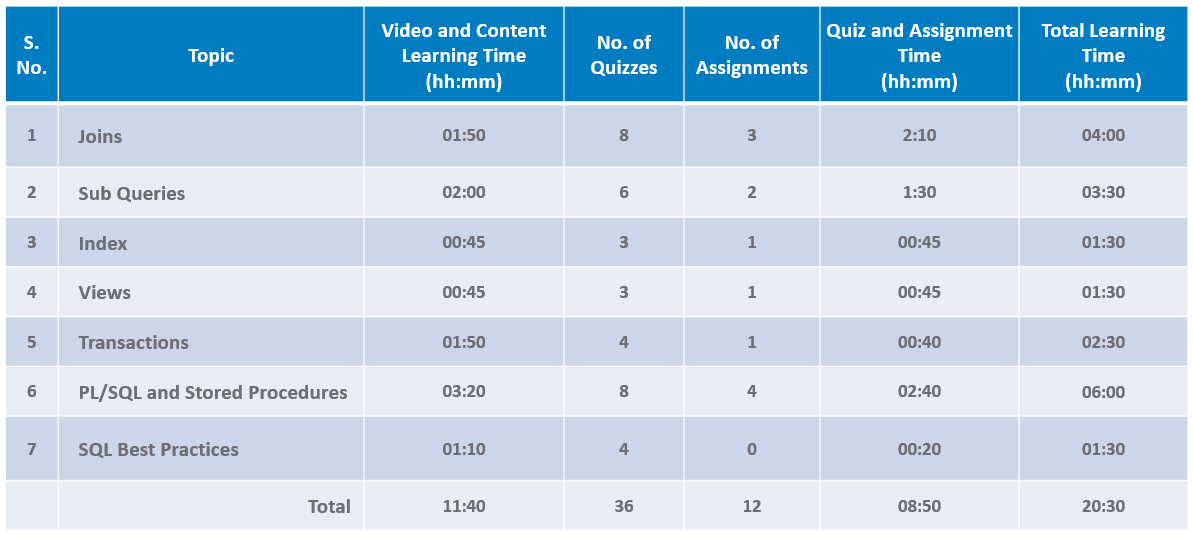 S. No. Topic Video and Content Learning Time (hh:mm) No. of Quizzes No. of Assignments Quiz and Assignment Time (hh:mm) Total Learning Time (hh:mm)
1 Joins 01:50 8 3 2:10 04:00
2 Sub Queries 02:00 6 2 1:30 03:30
3 Index 00:45 3 1 00:45 01:30
4 Views 00:45 3 1 00:45 01:30
5 Transactions 01:50 4 1 00:40 02:30
6 PL/SQL and Stored Procedures 03:20 8 4 02:40 06:00
7 SQL Best Practices 01:10 4 0 00:20 01:30
Total 11:40 36 12 08:50 20:30